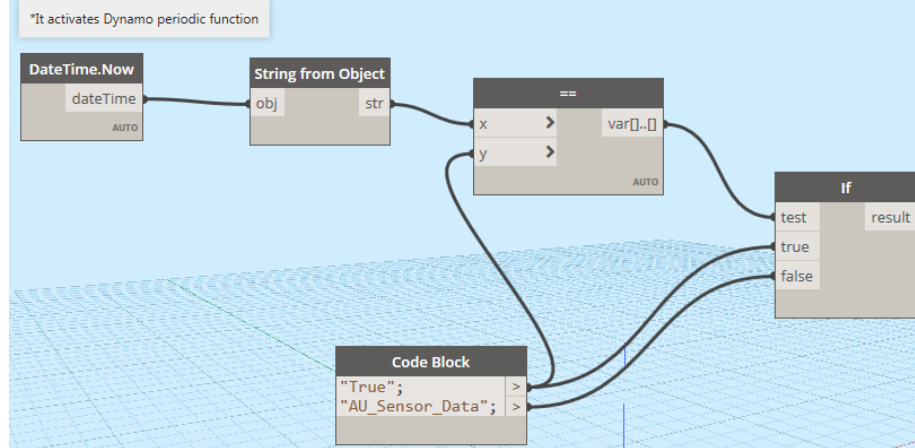 *It activates Dynamo periodic function
DateTime.Now
dateTime
AUTO
String from Object
obj str
==
x > var[]..[]
y >
AUTO
If
test result
true
false
Code Block
"True"; >
"AU_Sensor_Data"; >